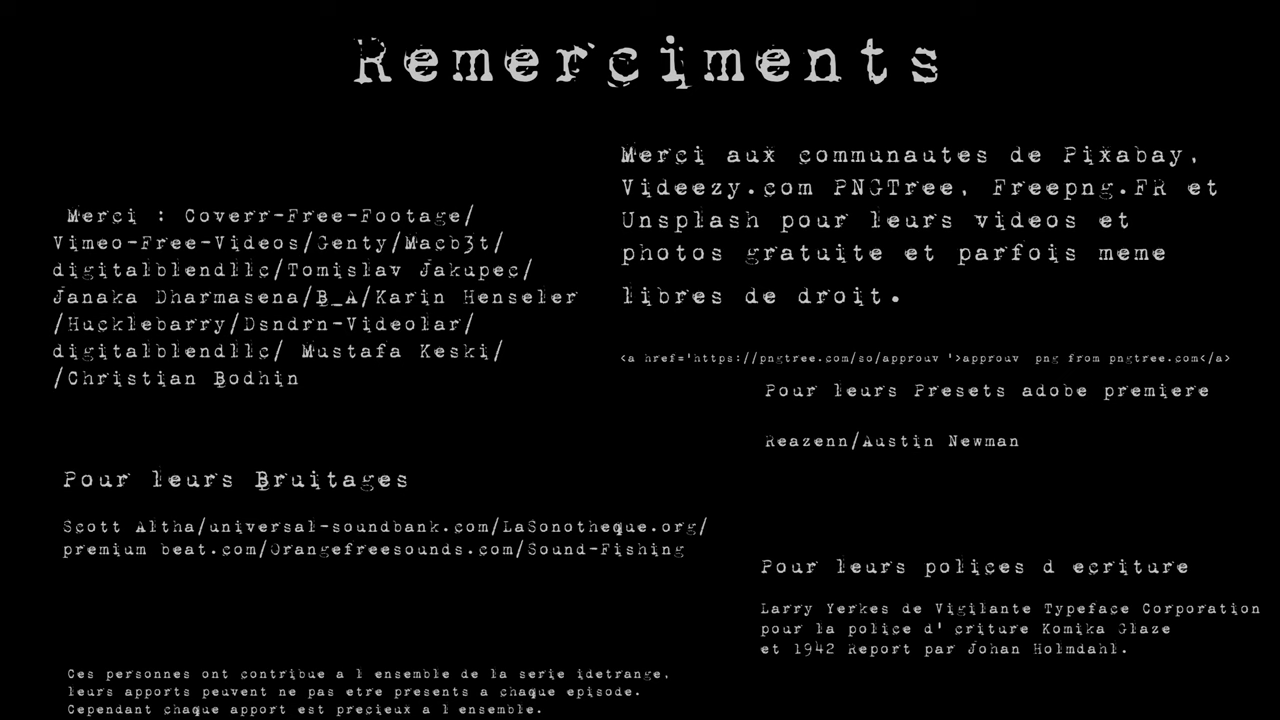 Remerciments
Merci : Coverr-Free-Footage/
Vimeo-Free-Videos/Genty/Macb3t/
digitalblendllc/Tomislav Jakupec/
Janaka Dharmasena/B_A/Karin Henseler
/Hucklebarry/Dsndrn-Videolar/
digitalblendllc/ Mustafa Keski/
/Christian Bodhin
Merci aux communautes de Pixabay,
Videezy.com PNGTree, Freepng.FR et
Unsplash pour leurs videos et
photos gratuite et parfois meme
libres de droit.
<a href='https://pngtree.com/so/approuv '>approuv  png from pngtree.com</a>
Pour leurs Presets adobe premiere
Reazenn/Austin Newman
Pour leurs Bruitages
Scott Altha/universal-soundbank.com/LaSonotheque.org/
premium beat.com/Orangefreesounds.com/Sound-Fishing
Pour leurs polices d ecriture
Larry Yerkes de Vigilante Typeface Corporation
pour la police d' criture Komika Glaze
et 1942 Report par Johan Holmdahl.
Ces personnes ont contribue a l ensemble de la serie idetrange,
leurs apports peuvent ne pas etre presents a chaque episode.
Cependant chaque apport est precieux a l ensemble.